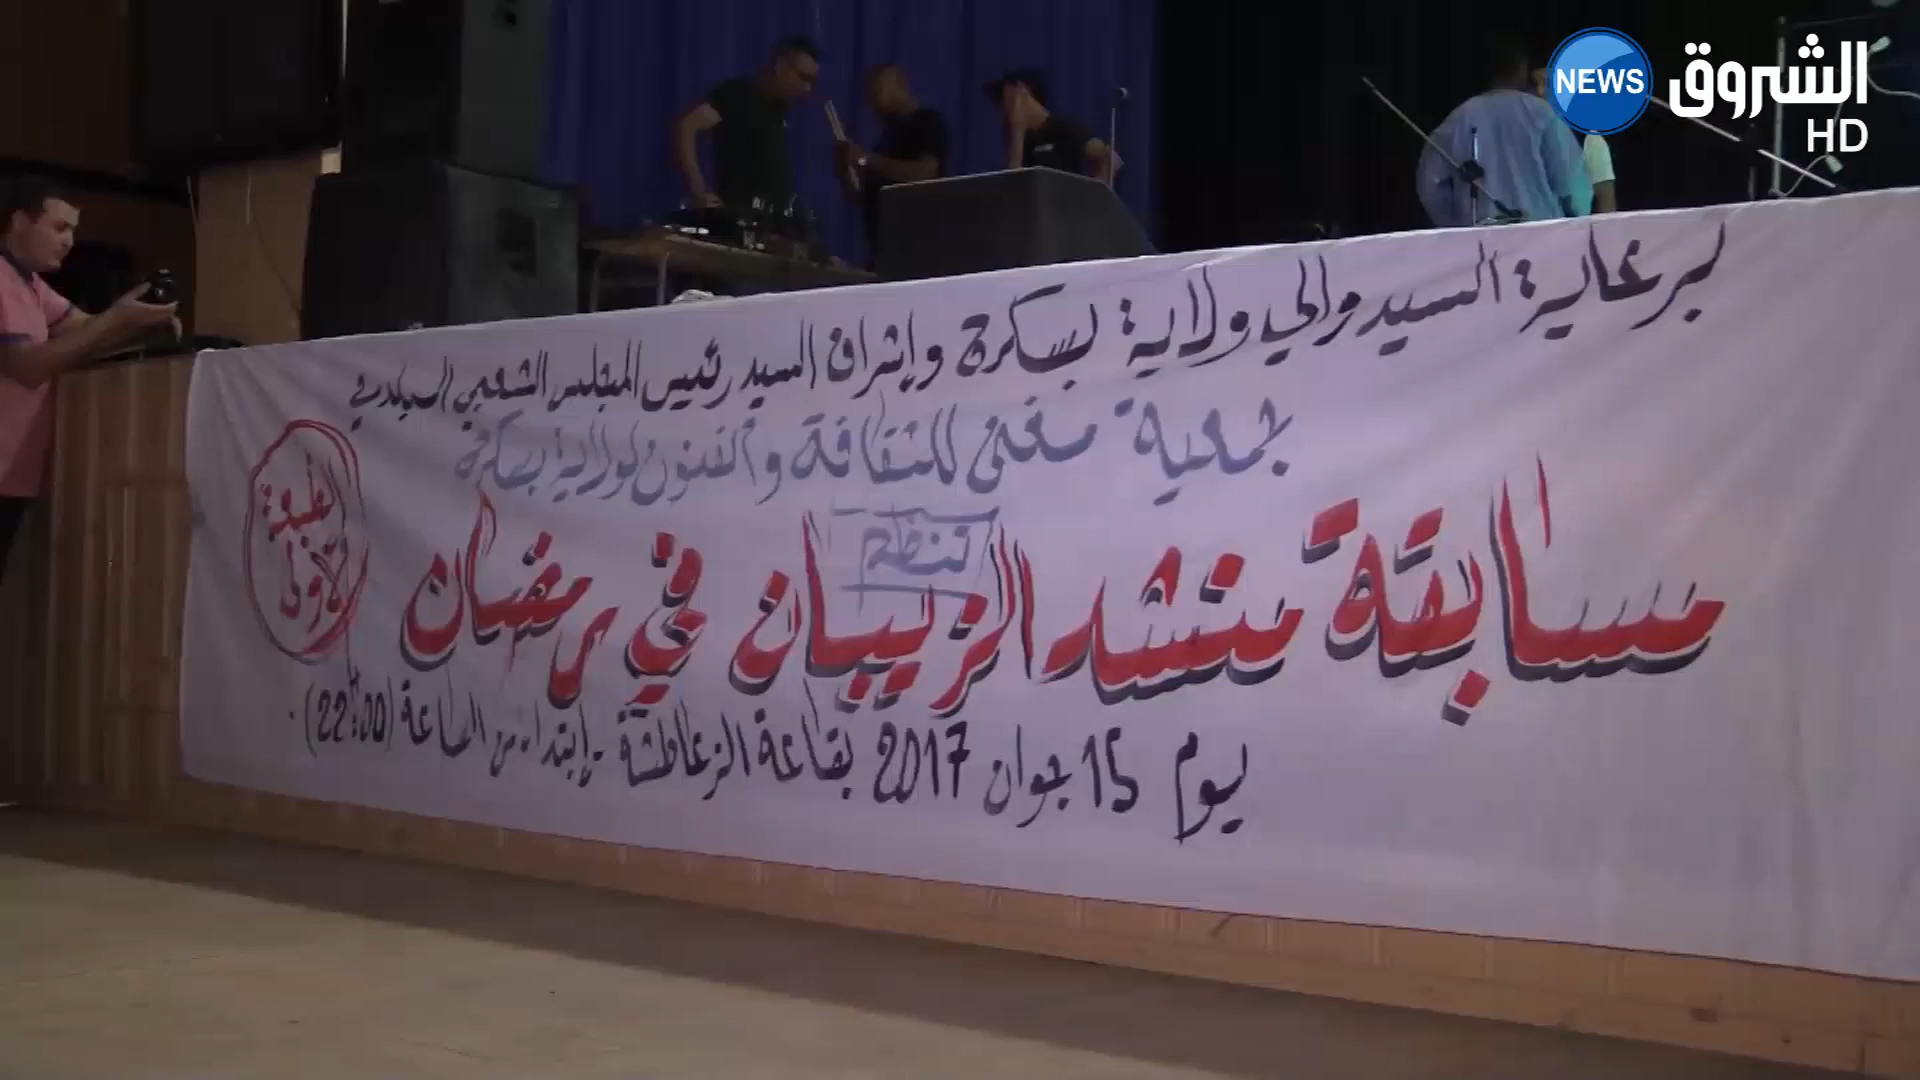 NEWS الشروق
HD
برعاية السيد والي ولاية بسكرة وإشراف السيد رئيس المجلس الشعبي البلدي
جمعية مغنى للثقافة والفنون لولاية بسكرة
تنظم
مسابقة منشد الزيبان في رمضان
الطبعة
الأولى
يوم 15 جوان 2017 بقاعة الزعاطشة - إبتداء من الساعة (22:00).